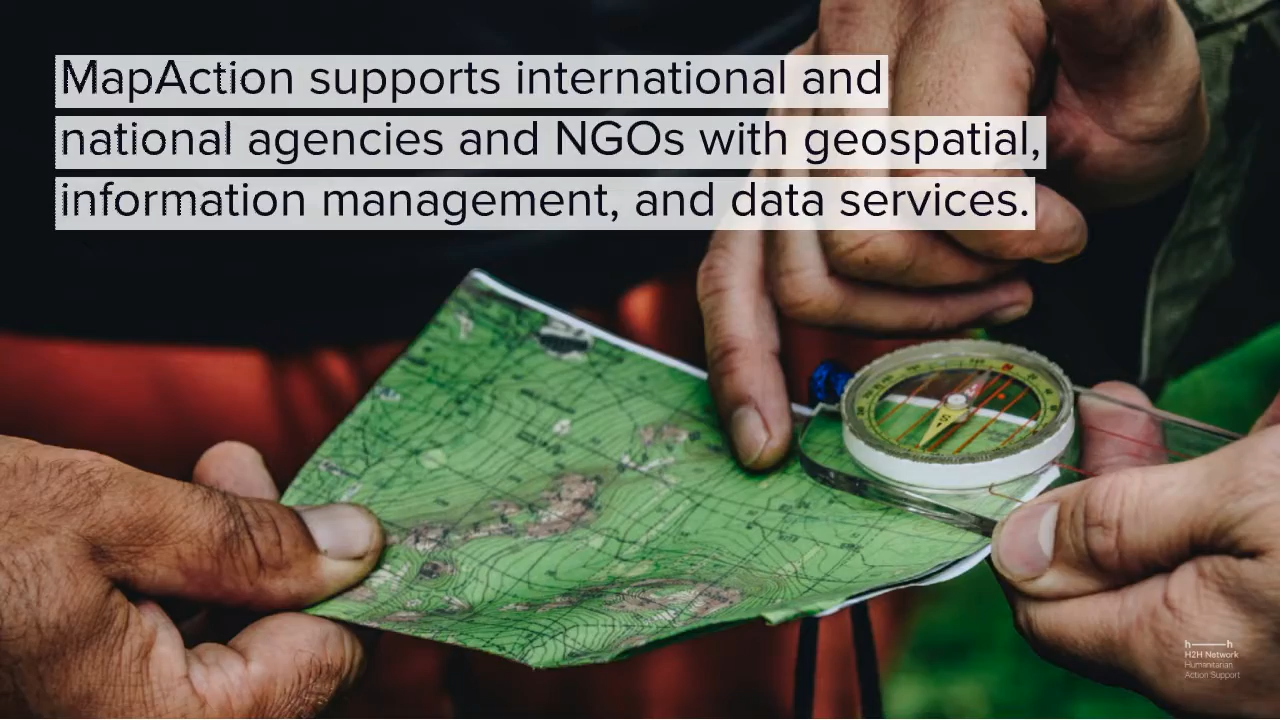 MapAction supports international and
national agencies and NGOs with geospatial,
information management, and data services.
h h
H2H Network
Humanitarian
Action Support